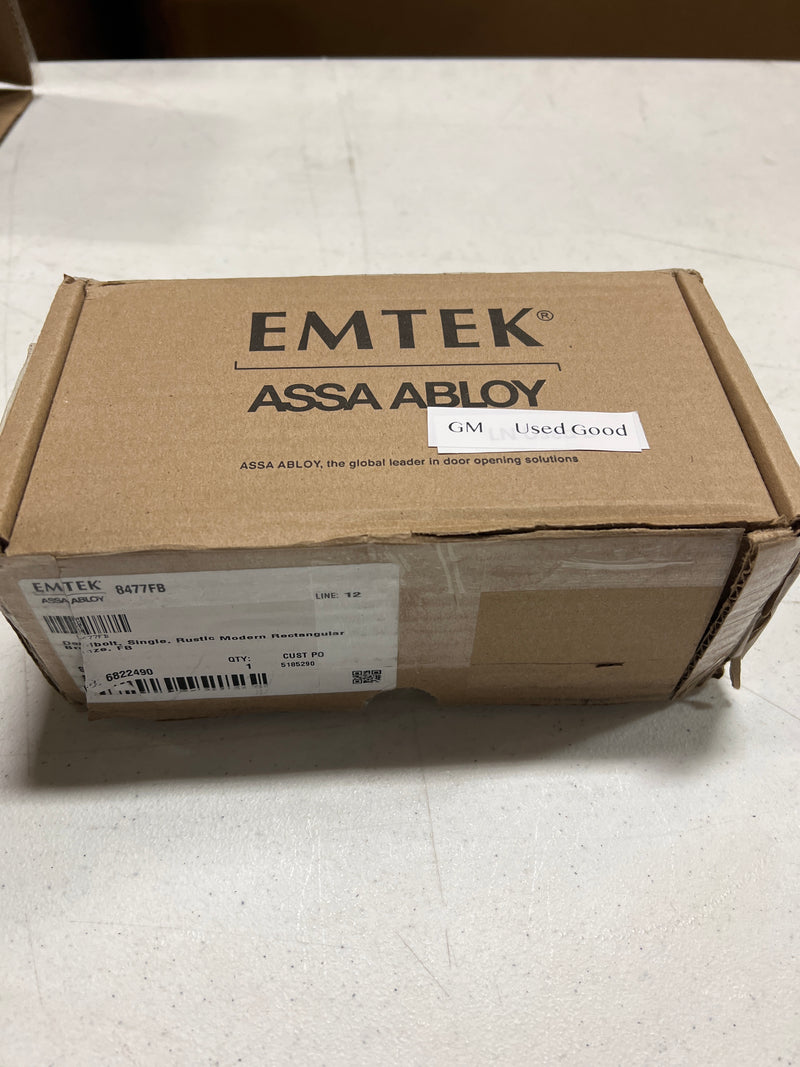 EMTEK®
ASSA ABLOY
GM Used Good
ASSA ABLOY, the global leader in door opening solutions
EMTEK 8477FB
ASSA ABLOY
LINE: 12
Single, Rustic Modern Rectangular
FB
QTY: CUST PO
6822490 1 5105290